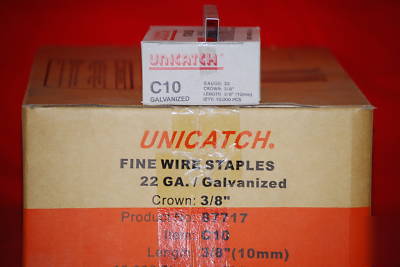 UNICATCH®
C10
GALVANIZED
GAUGE: 22
CROWN: 3/8"
LENGTH: 3/8" (10mm)
QTY: 10,000 PCS
UNICATCH®
FINE WIRE STAPLES
22 GA./Galvanized
Crown: 3/8"
Product No. 87717
Item: C10
Length: 3/8"(10mm)